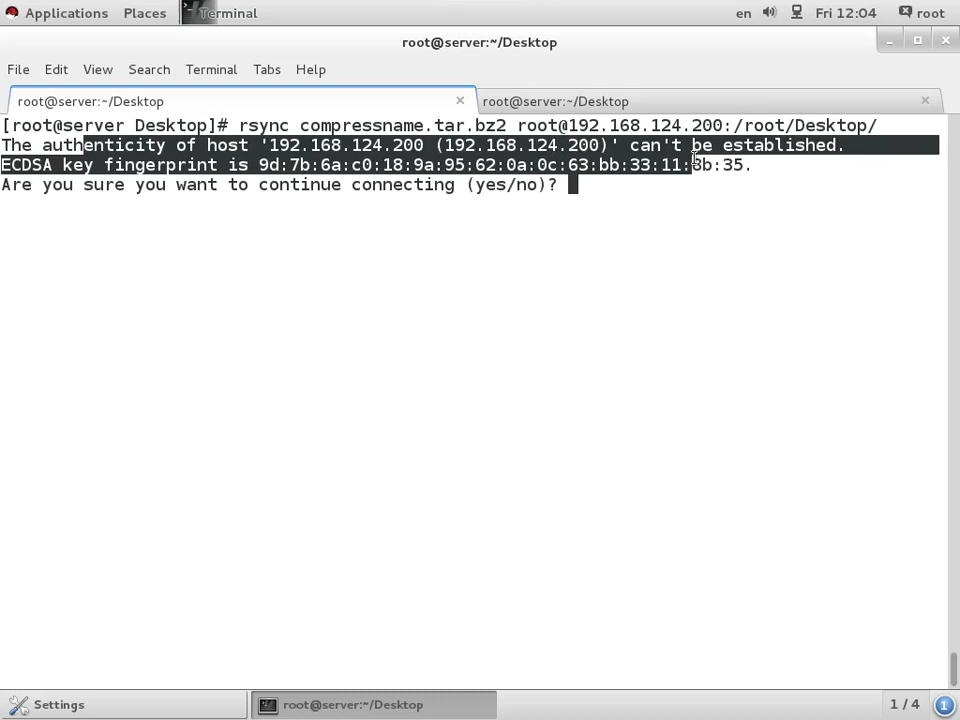 Applications Places Terminal en Fri 12:04 root
root@server:~/Desktop
File Edit View Search Terminal Tabs Help
root@server:~/Desktop root@server:~/Desktop
[root@server Desktop]# rsync compressname.tar.bz2 root@192.168.124.200:/root/Desktop/
The authenticity of host '192.168.124.200 (192.168.124.200)' can't be established.
ECDSA key fingerprint is 9d:7b:6a:c0:18:9a:95:62:0a:0c:63:bb:33:11:8b:35.
Are you sure you want to continue connecting (yes/no)?
Settings root@server:~/Desktop 1 / 4 1